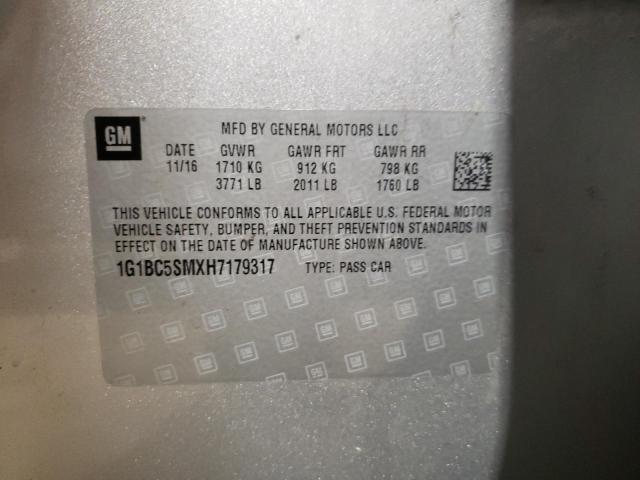 GM
MFD BY GENERAL MOTORS LLC
DATE GVWR GAWR FRT GAWR RR
11/16 1710 KG 912 KG 798 KG
3771 LB 2011 LB 1760 LB
THIS VEHICLE CONFORMS TO ALL APPLICABLE U.S. FEDERAL MOTOR
VEHICLE SAFETY, BUMPER, AND THEFT PREVENTION STANDARDS IN
EFFECT ON THE DATE OF MANUFACTURE SHOWN ABOVE.
1G1BC5SMXH7179317 TYPE: PASS CAR